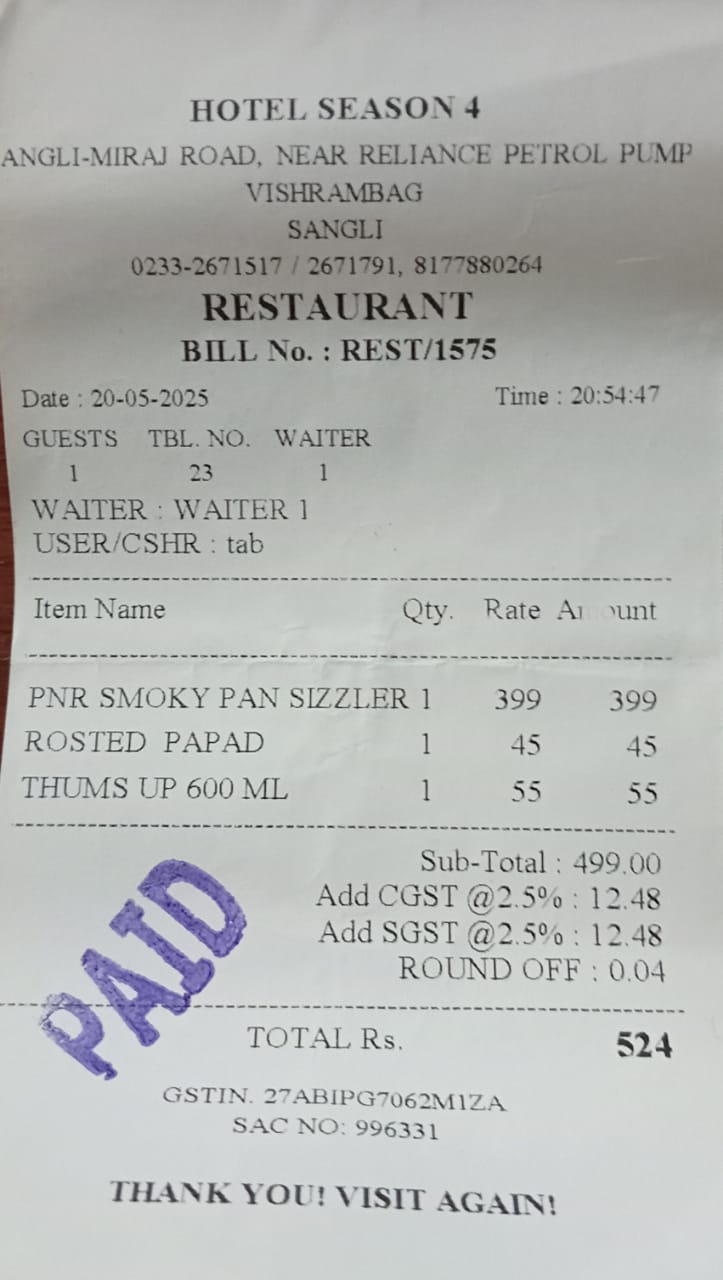 HOTEL SEASON 4
ANGLI-MIRAJ ROAD, NEAR RELIANCE PETROL PUMP
VISHRAMBAG
SANGLI
0233-2671517 / 2671791, 8177880264
RESTAURANT
BILL No. : REST/1575
Date : 20-05-2025 Time : 20:54:47
GUESTS TBL. NO. WAITER
1 23 1
WAITER : WAITER 1
USER/CSHR : tab
Item Name Qty. Rate Amount
PNR SMOKY PAN SIZZLER 1 399 399
ROSTED PAPAD 1 45 45
THUMS UP 600 ML 1 55 55
Sub-Total : 499.00
Add CGST @2.5% : 12.48
Add SGST @2.5% : 12.48
ROUND OFF : 0.04
PAID
TOTAL Rs. 524
GSTIN. 27ABIPG7062M1ZA
SAC NO: 996331
THANK YOU! VISIT AGAIN!